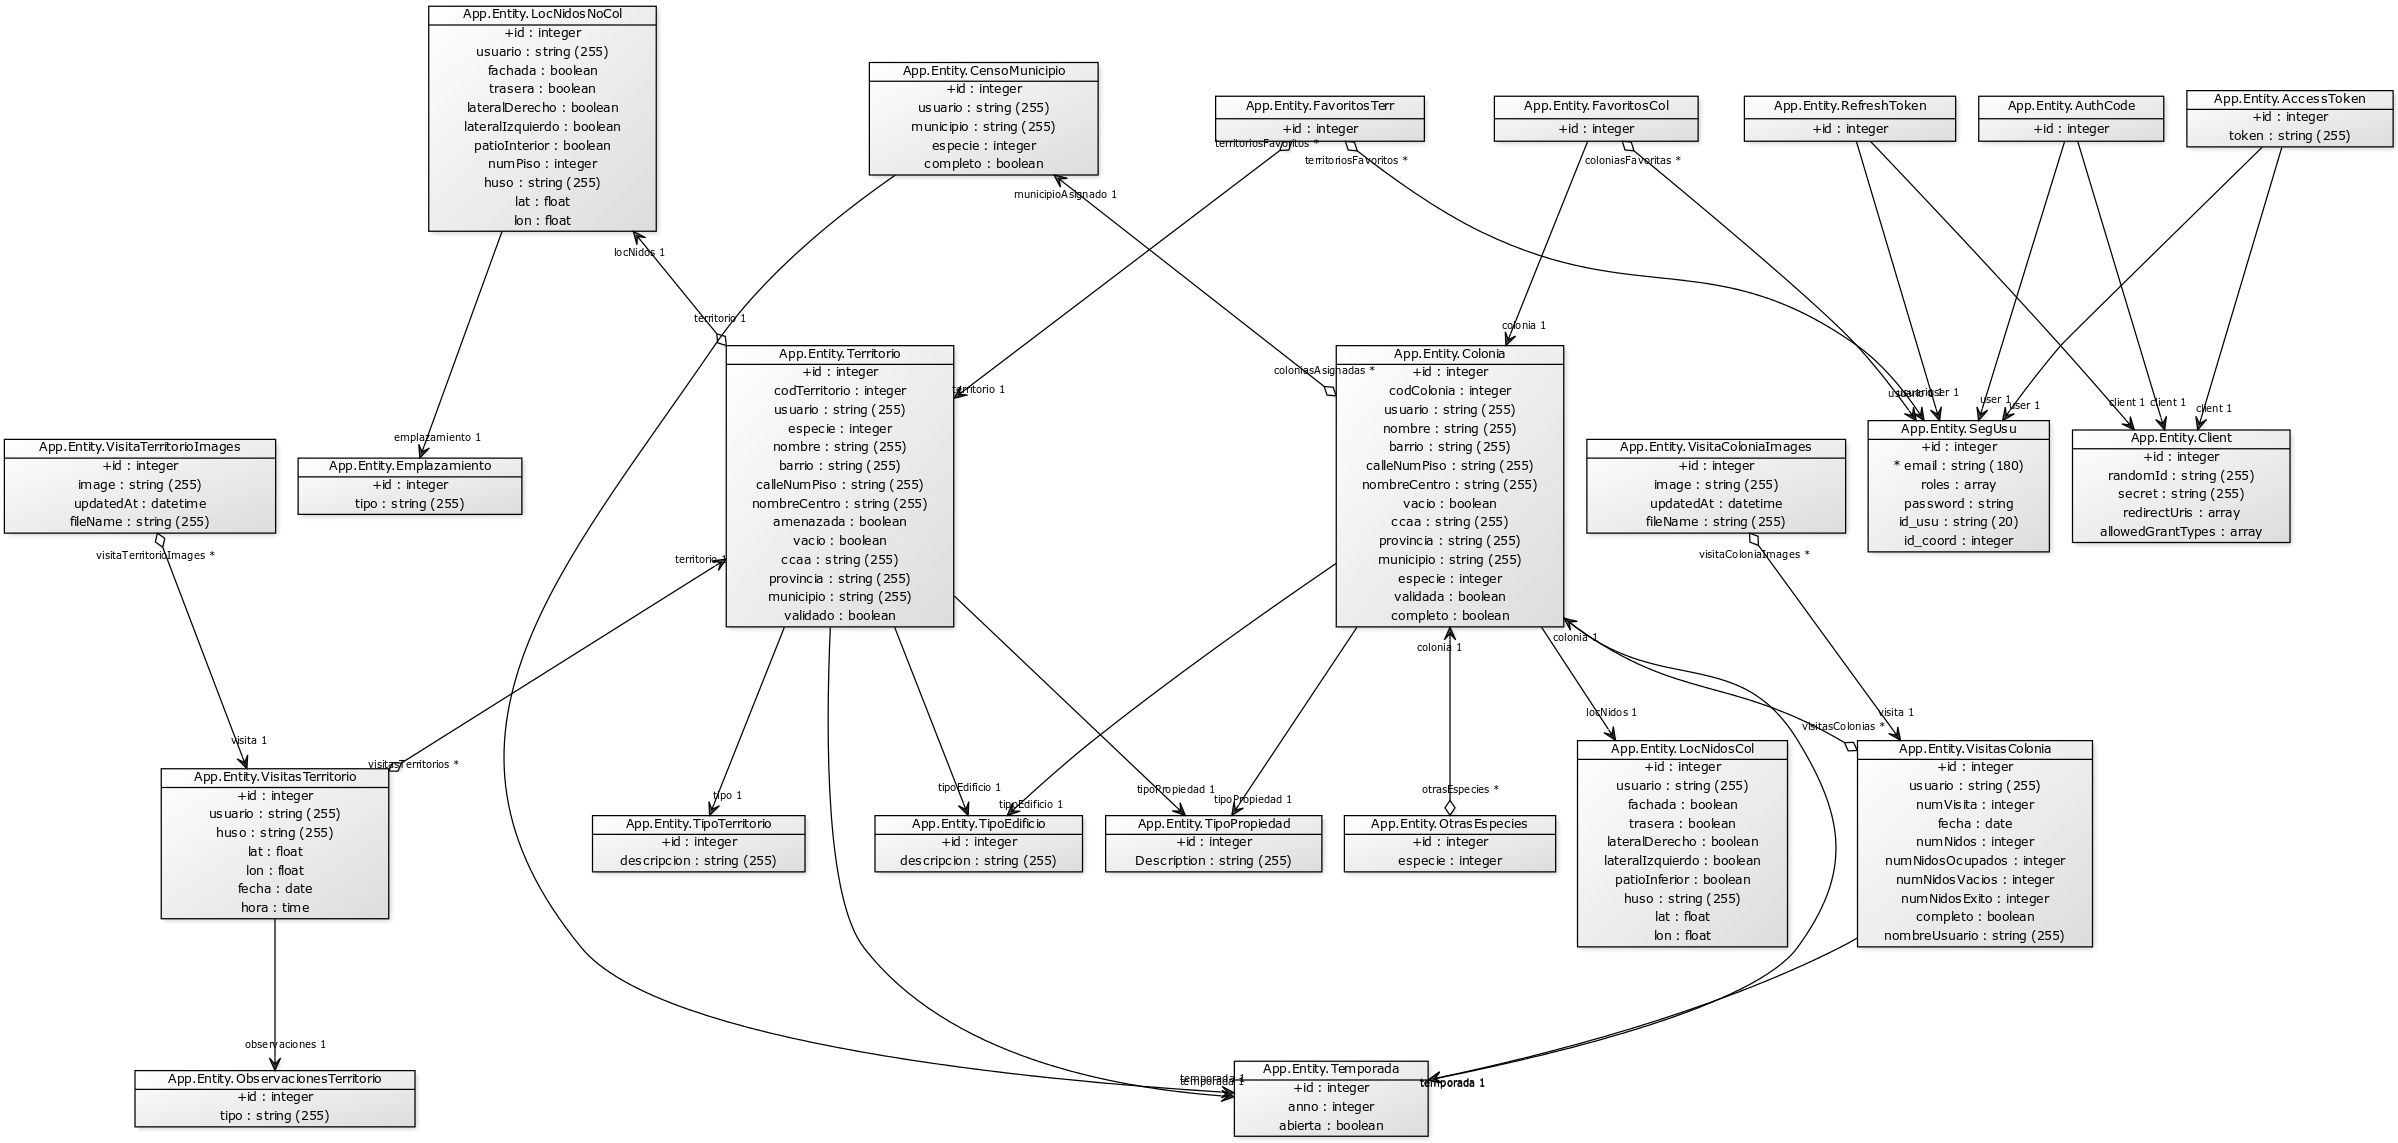 App.Entity.LocNidosNoCol
+id : integer
usuario : string (255)
fachada : boolean
trasera : boolean
lateralDerecho : boolean
lateralIzquierdo : boolean
patioInterior : boolean
numPiso : integer
huso : string (255)
lat : float
lon : float
App.Entity.CensoMunicipio
+id : integer
usuario : string (255)
municipio : string (255)
especie : integer
completo : boolean
App.Entity.FavoritosTerr
+id : integer
App.Entity.FavoritosCol
+id : integer
App.Entity.RefreshToken
+id : integer
App.Entity.AuthCode
+id : integer
App.Entity.AccessToken
+id : integer
token : string (255)
territoriosFavoritos *
territoriosFavoritos *
coloniasFavoritas *
municipioAsignado 1
locNidos 1
territorio 1
colonia 1
coloniasAsignadas *
territorio 1
usuario 1
usuario 1
user 1
user 1
user 1
client 1
client 1
client 1
emplazamiento 1
App.Entity.Territorio
+id : integer
codTerritorio : integer
usuario : string (255)
especie : integer
nombre : string (255)
barrio : string (255)
calleNumPiso : string (255)
nombreCentro : string (255)
amenazada : boolean
vacio : boolean
ccaa : string (255)
provincia : string (255)
municipio : string (255)
validado : boolean
App.Entity.Colonia
+id : integer
codColonia : integer
usuario : string (255)
nombre : string (255)
barrio : string (255)
calleNumPiso : string (255)
nombreCentro : string (255)
vacio : boolean
ccaa : string (255)
provincia : string (255)
municipio : string (255)
especie : integer
validada : boolean
completo : boolean
App.Entity.VisitaTerritorioImages
+id : integer
image : string (255)
updatedAt : datetime
fileName : string (255)
App.Entity.Emplazamiento
+id : integer
tipo : string (255)
App.Entity.VisitaColoniaImages
+id : integer
image : string (255)
updatedAt : datetime
fileName : string (255)
App.Entity.SegUsu
+id : integer
* email : string (180)
roles : array
password : string
id_usu : string (20)
id_coord : integer
App.Entity.Client
+id : integer
randomId : string (255)
secret : string (255)
redirectUris : array
allowedGrantTypes : array
visitaTerritorioImages *
territorio 1
visitaColoniaImages *
colonia 1
colonia 1
visita 1
visitasTerritorios *
locNidos 1
visita 1
visitasColonias *
tipo 1
tipoEdificio 1
tipoEdificio 1
tipoPropiedad 1
tipoPropiedad 1
otrasEspecies *
App.Entity.VisitasTerritorio
+id : integer
usuario : string (255)
huso : string (255)
lat : float
lon : float
fecha : date
hora : time
App.Entity.TipoTerritorio
+id : integer
descripcion : string (255)
App.Entity.TipoEdificio
+id : integer
descripcion : string (255)
App.Entity.TipoPropiedad
+id : integer
Description : string (255)
App.Entity.OtrasEspecies
+id : integer
especie : integer
App.Entity.LocNidosCol
+id : integer
usuario : string (255)
fachada : boolean
trasera : boolean
lateralDerecho : boolean
lateralIzquierdo : boolean
patioInferior : boolean
huso : string (255)
lat : float
lon : float
App.Entity.VisitasColonia
+id : integer
usuario : string (255)
numVisita : integer
fecha : date
numNidos : integer
numNidosOcupados : integer
numNidosVacios : integer
numNidosExito : integer
completo : boolean
nombreUsuario : string (255)
observaciones 1
App.Entity.ObservacionesTerritorio
+id : integer
tipo : string (255)
temporada 1
temporada 1
temporada 1
temporada 1
App.Entity.Temporada
+id : integer
anno : integer
abierta : boolean